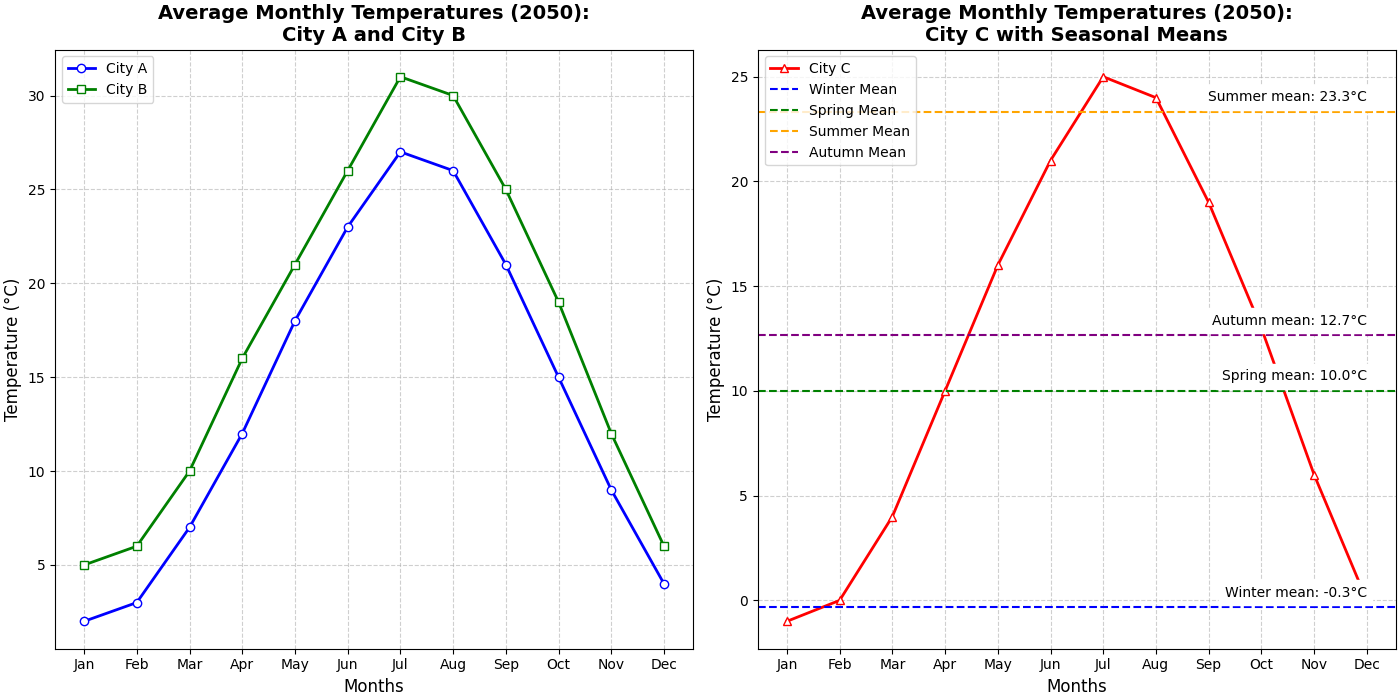 Average Monthly Temperatures (2050):
City A and City B
City A
City B
30
25
20
15
10
5
Temperature (°C)
Jan Feb Mar Apr May Jun Jul Aug Sep Oct Nov Dec
Months
Average Monthly Temperatures (2050):
City C with Seasonal Means
City C
Winter Mean
Spring Mean
Summer Mean
Autumn Mean
Summer mean: 23.3°C
Autumn mean: 12.7°C
Spring mean: 10.0°C
Winter mean: -0.3°C
25
20
15
10
5
0
Temperature (°C)
Jan Feb Mar Apr May Jun Jul Aug Sep Oct Nov Dec
Months